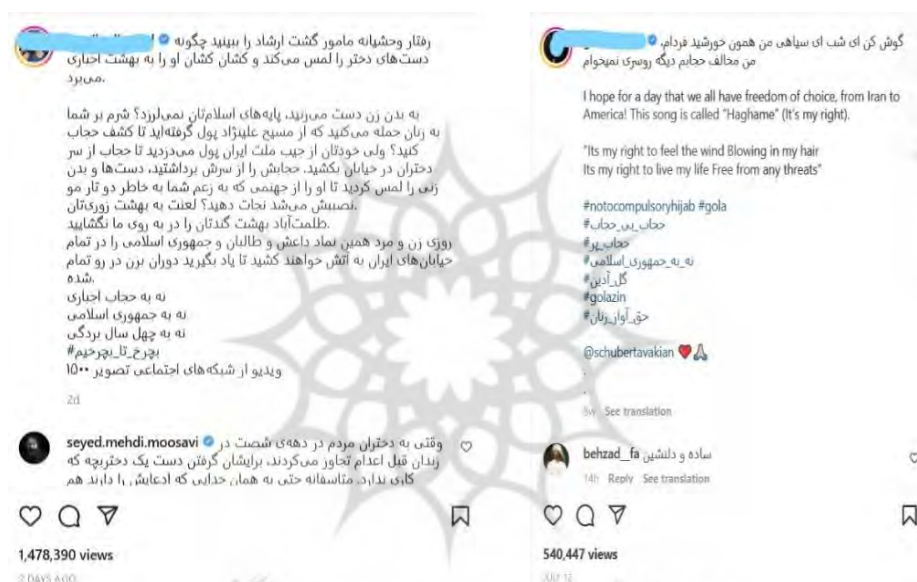 رفتار وحشیانه مامور گشت ارشاد را ببینید چگونه
دست‌های دختر را لمس می‌کند و کشان کشان او را به بهشت اجباری
می‌برد.
به بدن زن دست می‌زنید، پایه‌های اسلام‌تان نمی‌لرزد؟ شرم بر شما
به زنان حمله می‌کنید که از مسیح علینژاد پول گرفته‌اید تا کشف حجاب
کنید؟ ولی خودتان از جیب ملت ایران پول می‌دزدید تا حجاب از سر
دختران در خیابان بکشید. حجابش را از سرش برداشتید، دست‌ها و بدن
زنی را لمس کردید تا او را از جهنمی که به زعم شما به خاطر دو تار مو
نصیبش می‌شد نجات دهید؟ لعنت به بهشت زوری‌تان.
ظلمت‌آباد بهشت گندتان را در به روی ما نگشایید.
روزی زن و مرد همین نماد داعش و طالبان و جمهوری اسلامی را در تمام
خیابان‌های ایران به آتش خواهند کشید تا یاد بگیرید دوران بزن در رو تمام
شده.
نه به حجاب اجباری
نه به جمهوری اسلامی
نه به چهل سال بردگی
#بچرخ_تا_بچرخیم
ویدیو از شبکه‌های اجتماعی تصویر ۱۵۰۰
2d
seyed.mehdi.moosavi وقتی به دختران مردم در دهه‌ی شصت در
زندان قبل اعدام تجاوز می‌کردند، برایشان گرفتن دست یک دختربچه که
کاری ندارد. متاسفانه حتی به همان خدایی که ادعایش را دارند هم
1,478,390 views
2 DAYS AGO
گوش کن ای شب ای سیاهی من همون خورشید فردام،
من مخالف حجابم دیگه روسری نمیخوام
I hope for a day that we all have freedom of choice, from Iran to
America! This song is called "Haghame" (It's my right).
"Its my right to feel the wind Blowing in my hair
Its my right to live my life Free from any threats"
#notocompulsoryhijab #gola
#حجاب_بی_حجاب
#حجاب_پر
#نه_به_جمهوری_اسلامی
#گل_آذین
#golazin
#حق_آواز_زنان
@schubertavakian ❤️🙏
.
.
See translation
behzad__fa ساده و دلنشین
14h Reply See translation
540,447 views
JULY 12